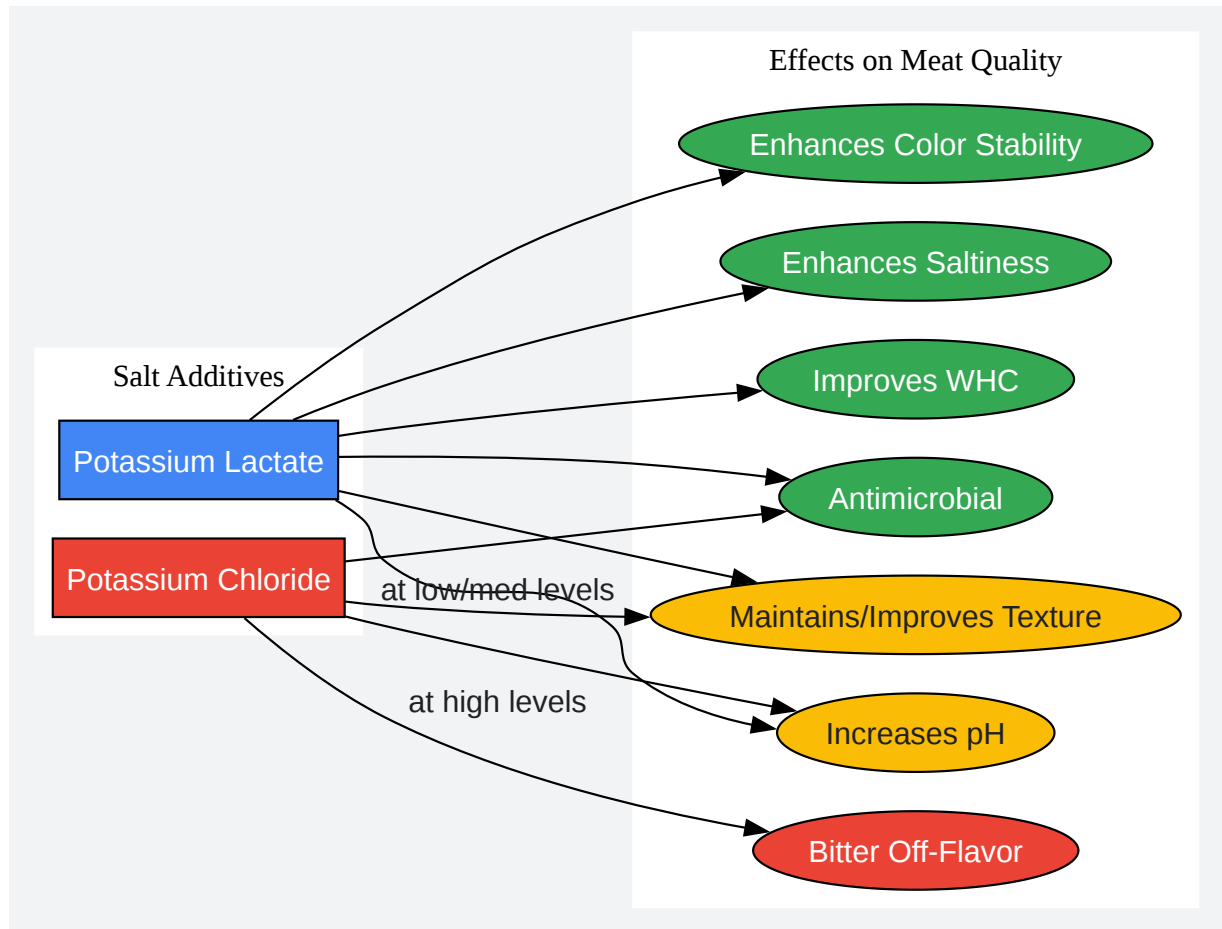 Effects on Meat Quality
Enhances Color Stability
Enhances Saltiness
Improves WHC
Salt Additives
Potassium Lactate
Antimicrobial
Potassium Chloride
at low/med levels
Maintains/Improves Texture
at high levels
Increases pH
Bitter Off-Flavor